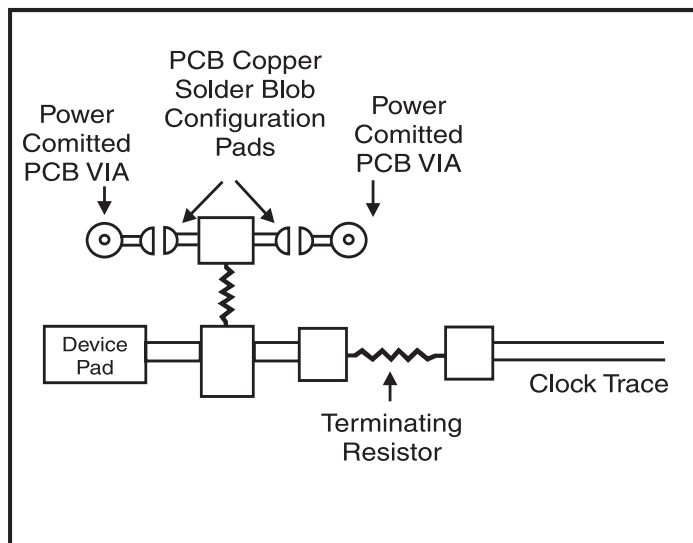 PCB Copper
Solder Blob
Configuration
Pads
Power
Comitted
PCB VIA
Power
Comitted
PCB VIA
Device
Pad
Clock Trace
Terminating
Resistor